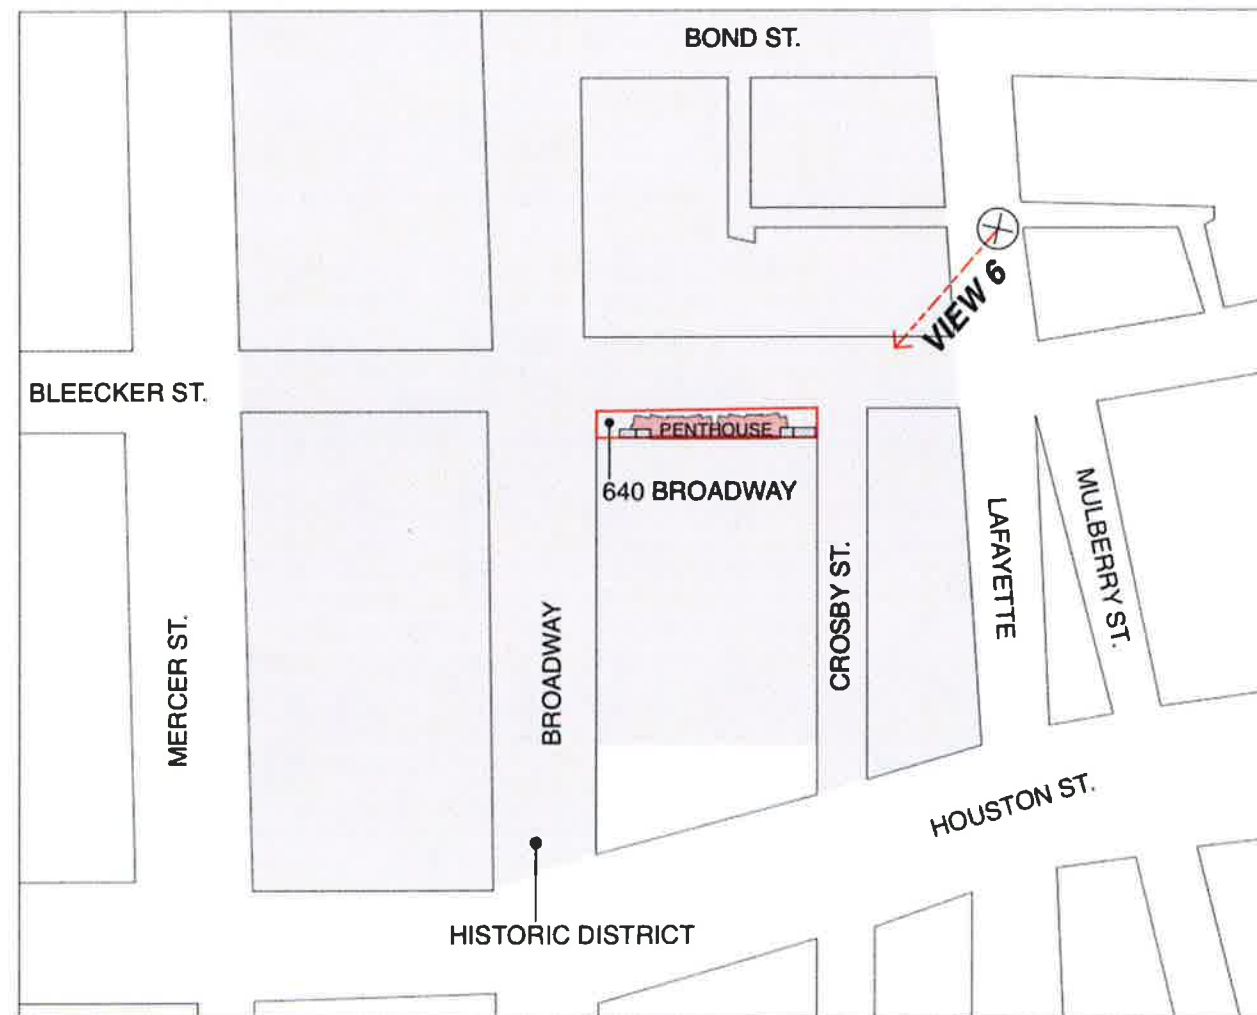 BOND ST.
VIEW 6
BLEECKER ST.
PENTHOUSE
640 BROADWAY
MERCER ST.
BROADWAY
CROSBY ST.
LAFAYETTE
MULBERRY ST.
HOUSTON ST.
HISTORIC DISTRICT